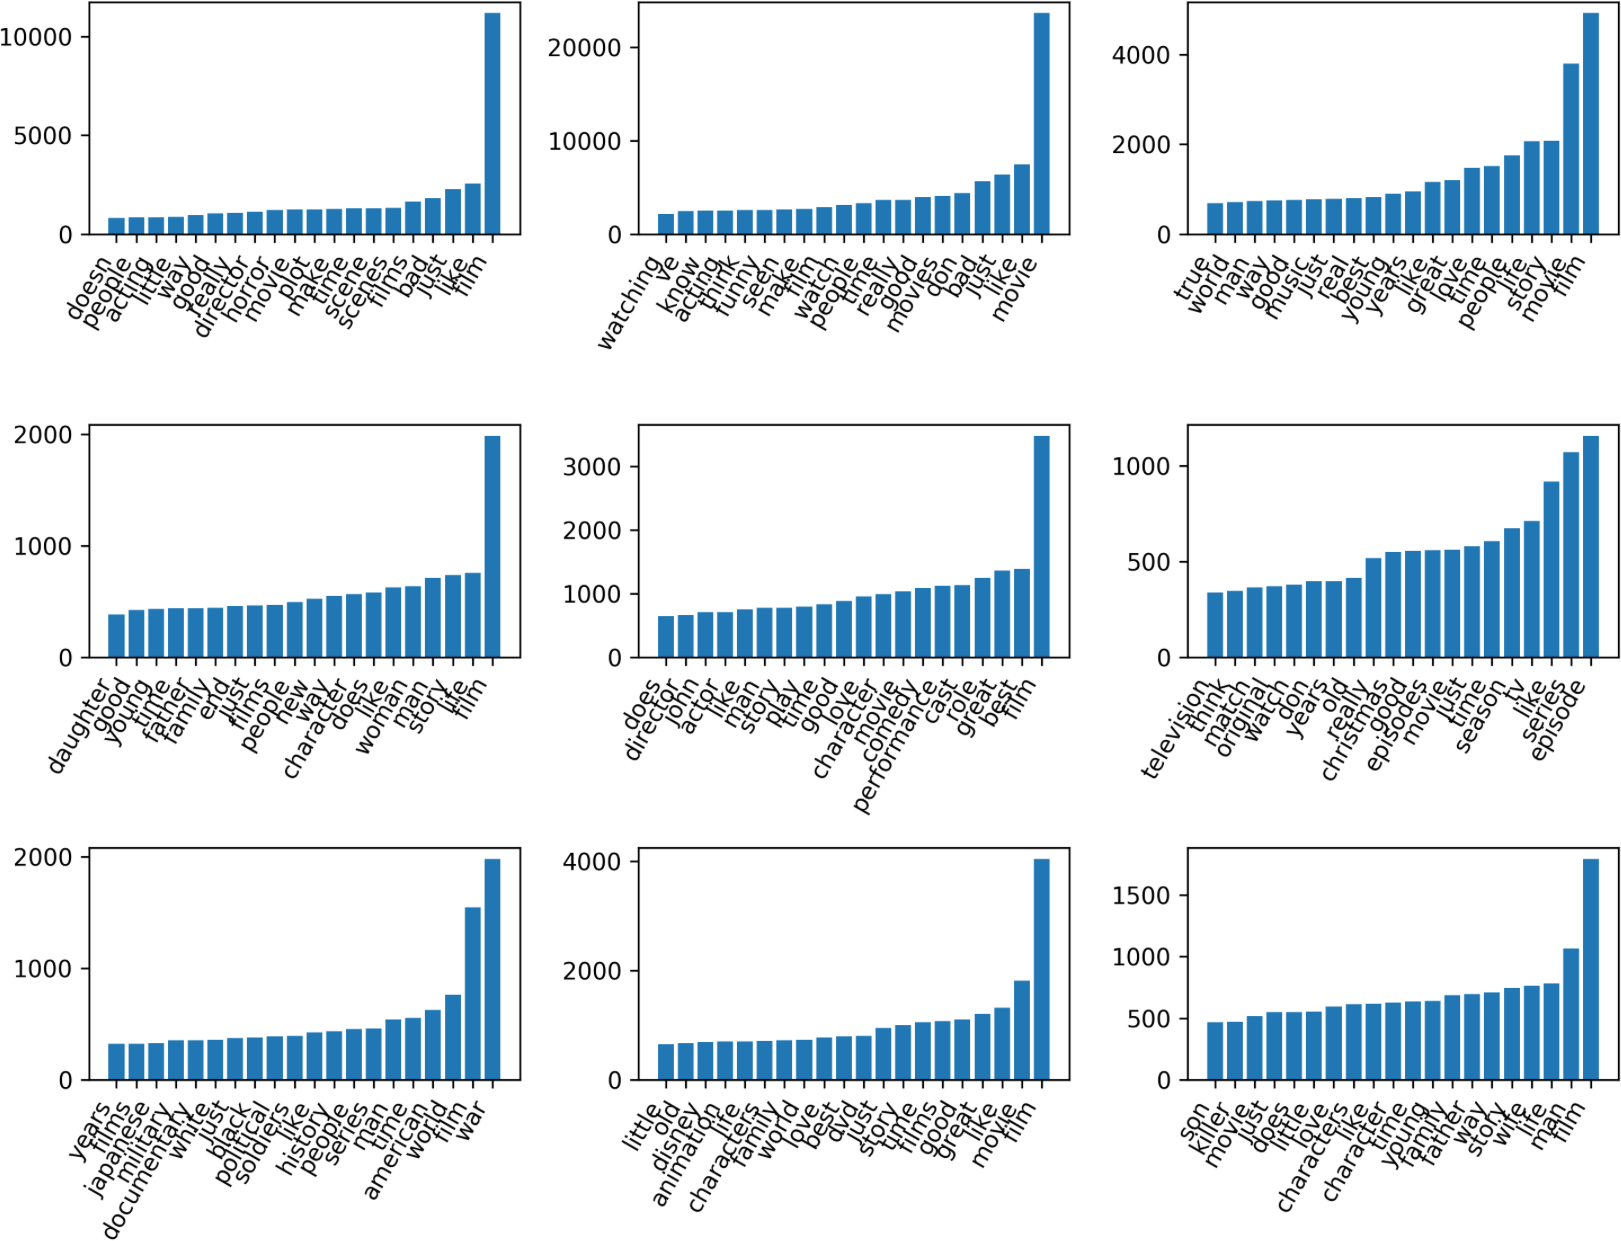 10000
5000
0
doesn
people
acting
little
way
good
really
director
horror
movie
plot
make
time
scene
scenes
films
bad
just
like
film
20000
10000
0
watching
ve
know
acting
think
funny
seen
make
film
watch
people
time
really
good
movies
don
bad
just
like
movie
4000
2000
0
true
world
man
way
good
music
just
real
best
young
years
like
great
love
time
people
life
story
movie
film
2000
1000
0
daughter
good
young
time
father
family
end
just
films
people
new
way
character
does
like
woman
man
story
life
film
3000
2000
1000
0
does
director
john
actor
like
man
story
play
time
good
love
character
movie
comedy
performance
cast
role
great
best
film
1000
500
0
television
think
match
original
watch
don
years
old
really
christmas
good
episodes
movie
just
time
season
tv
like
series
episode
2000
1000
0
years
films
japanese
military
documentary
white
just
black
political
soldiers
like
history
people
series
man
time
american
world
film
war
4000
2000
0
little
old
disney
animation
life
characters
family
world
love
best
dvd
just
story
time
films
good
great
like
movie
film
1500
1000
500
0
son
killer
movie
just
does
little
love
characters
like
character
time
young
family
father
way
story
wife
life
man
film